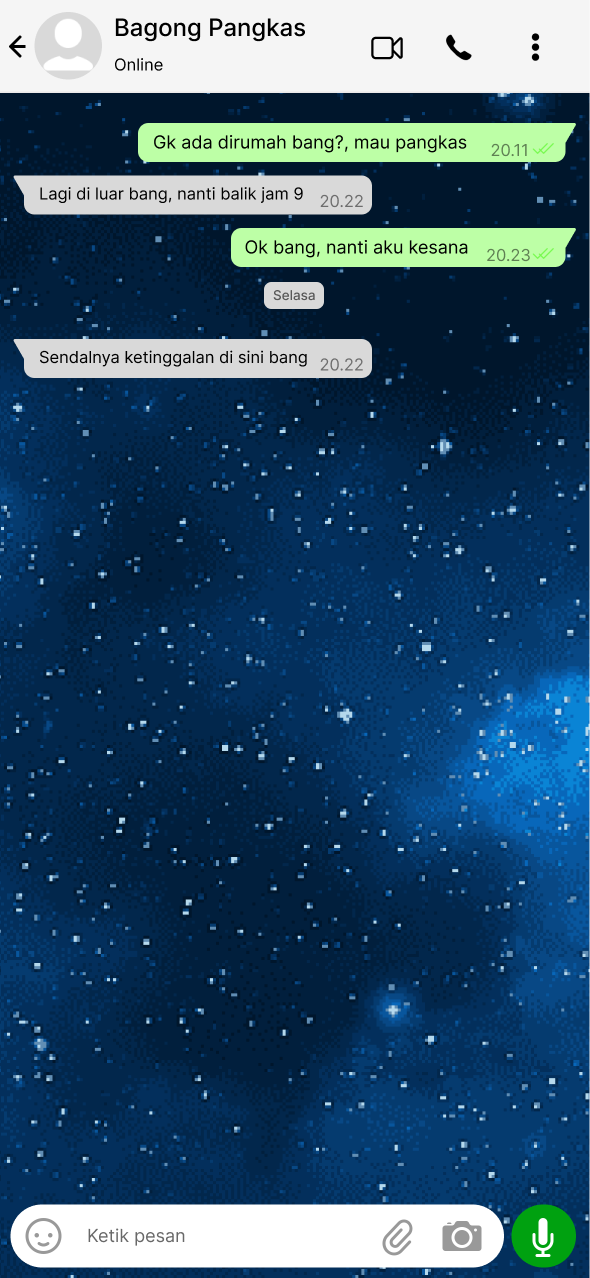 Bagong Pangkas
Online
Gk ada dirumah bang?, mau pangkas 20.11
Lagi di luar bang, nanti balik jam 9 20.22
Ok bang, nanti aku kesana 20.23
Selasa
Sendalnya ketinggalan di sini bang 20.22
Ketik pesan